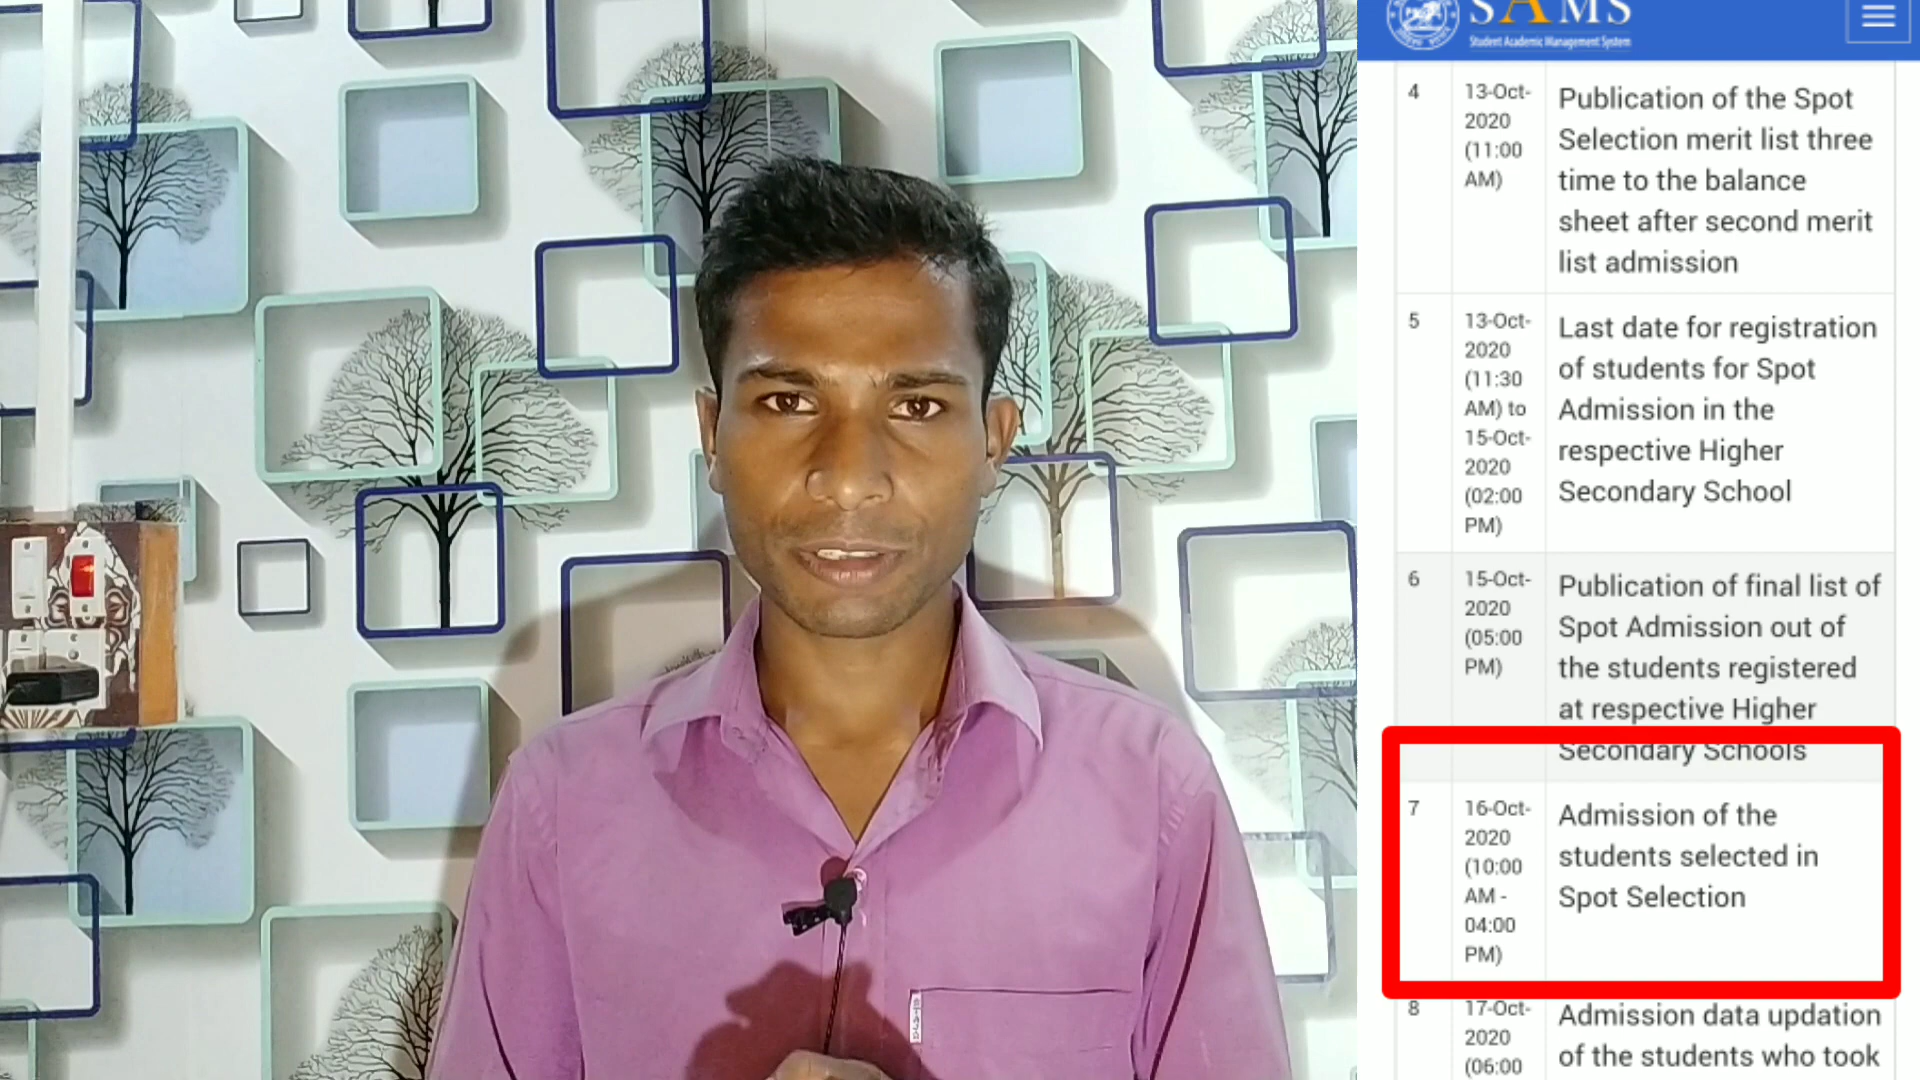 SAMS
Student Academic Management System
4
13-Oct-
2020
(11:00
AM)
Publication of the Spot
Selection merit list three
time to the balance
sheet after second merit
list admission
5
13-Oct-
2020
(11:30
AM) to
15-Oct-
2020
(02:00
PM)
Last date for registration
of students for Spot
Admission in the
respective Higher
Secondary School
6
15-Oct-
2020
(05:00
PM)
Publication of final list of
Spot Admission out of
the students registered
at respective Higher
Secondary Schools
7
16-Oct-
2020
(10:00
AM -
04:00
PM)
Admission of the
students selected in
Spot Selection
8
17-Oct-
2020
(06:00
Admission data updation
of the students who took